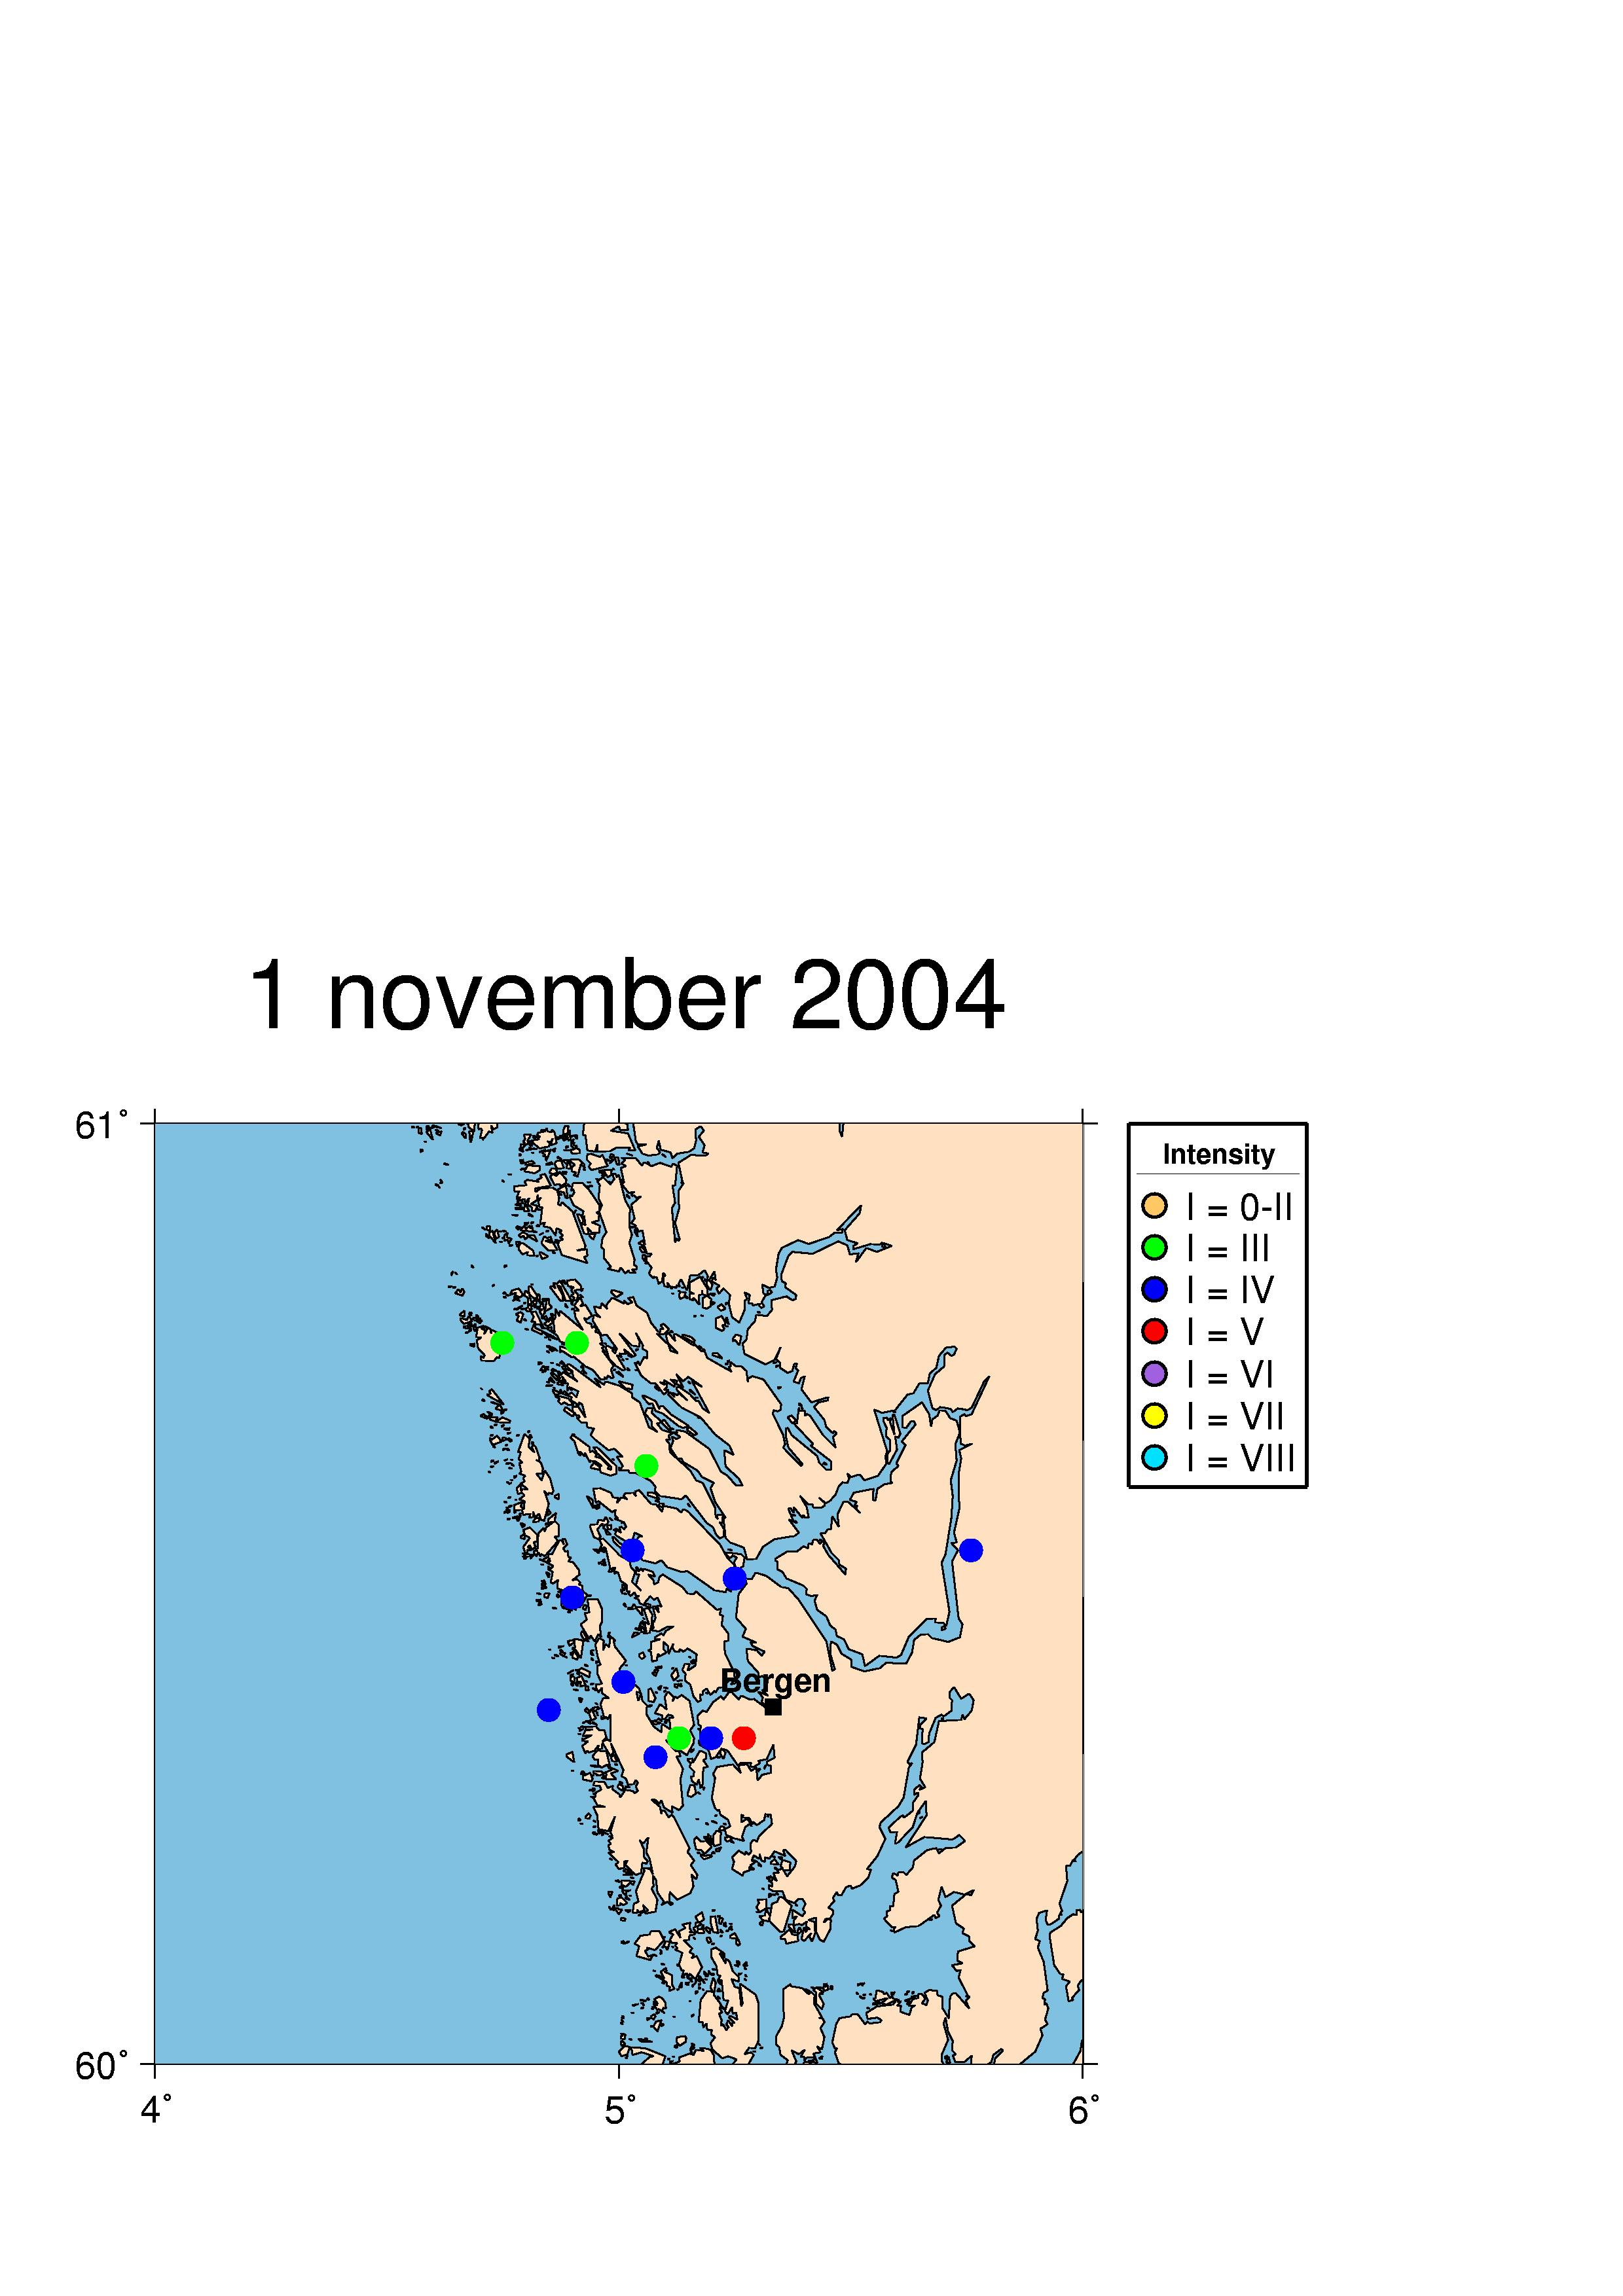 1 november 2004
61°
Intensity
I = 0-II
I = III
I = IV
I = V
I = VI
I = VII
I = VIII
Bergen
60°
4° 5° 6°